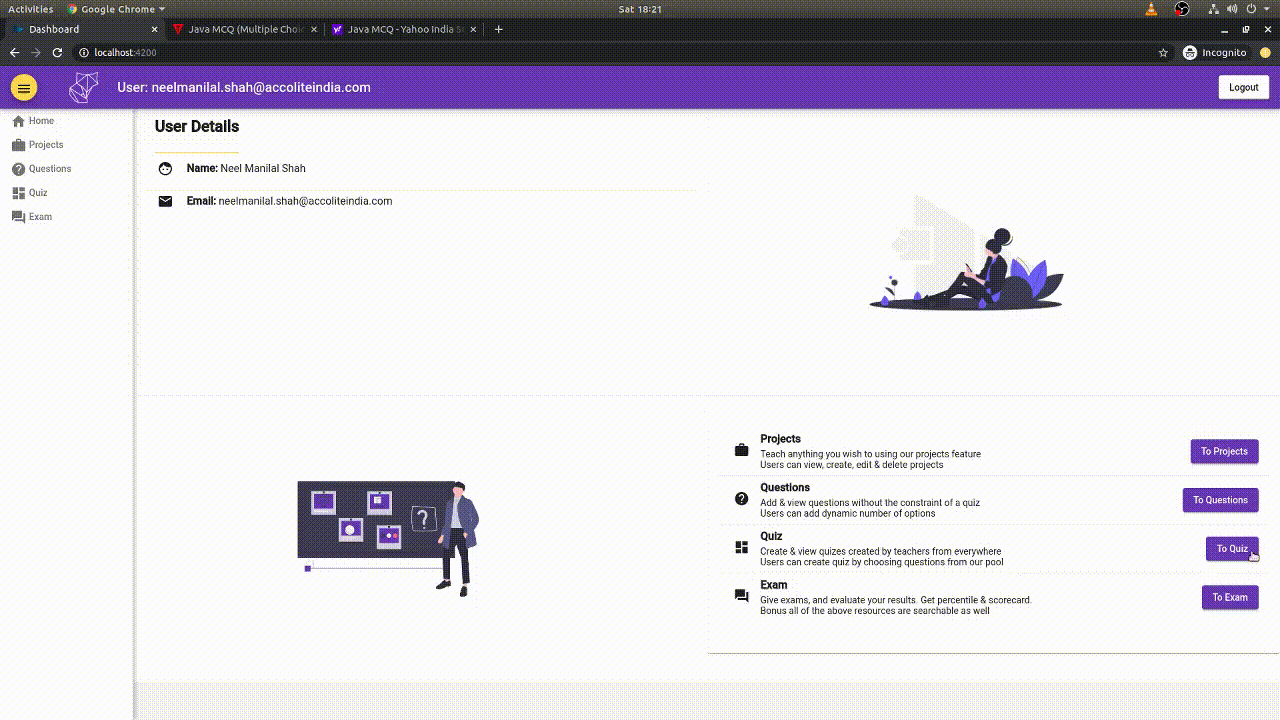 Activities Google Chrome Sat 18:21
Dashboard Java MCQ (Multiple Choi Java MCQ - Yahoo India S
localhost:4200 Incognito
User: neelmanilal.shah@accoliteindia.com Logout
Home
Projects
Questions
Quiz
Exam
User Details
Name: Neel Manilal Shah
Email: neelmanilal.shah@accoliteindia.com
?
Projects
Teach anything you wish to using our projects feature
Users can view, create, edit & delete projects
To Projects
Questions
Add & view questions without the constraint of a quiz
Users can add dynamic number of options
To Questions
Quiz
Create & view quizes created by teachers from everywhere
Users can create quiz by choosing questions from our pool
To Quiz
Exam
Give exams, and evaluate your results. Get percentile & scorecard.
Bonus all of the above resources are searchable as well
To Exam